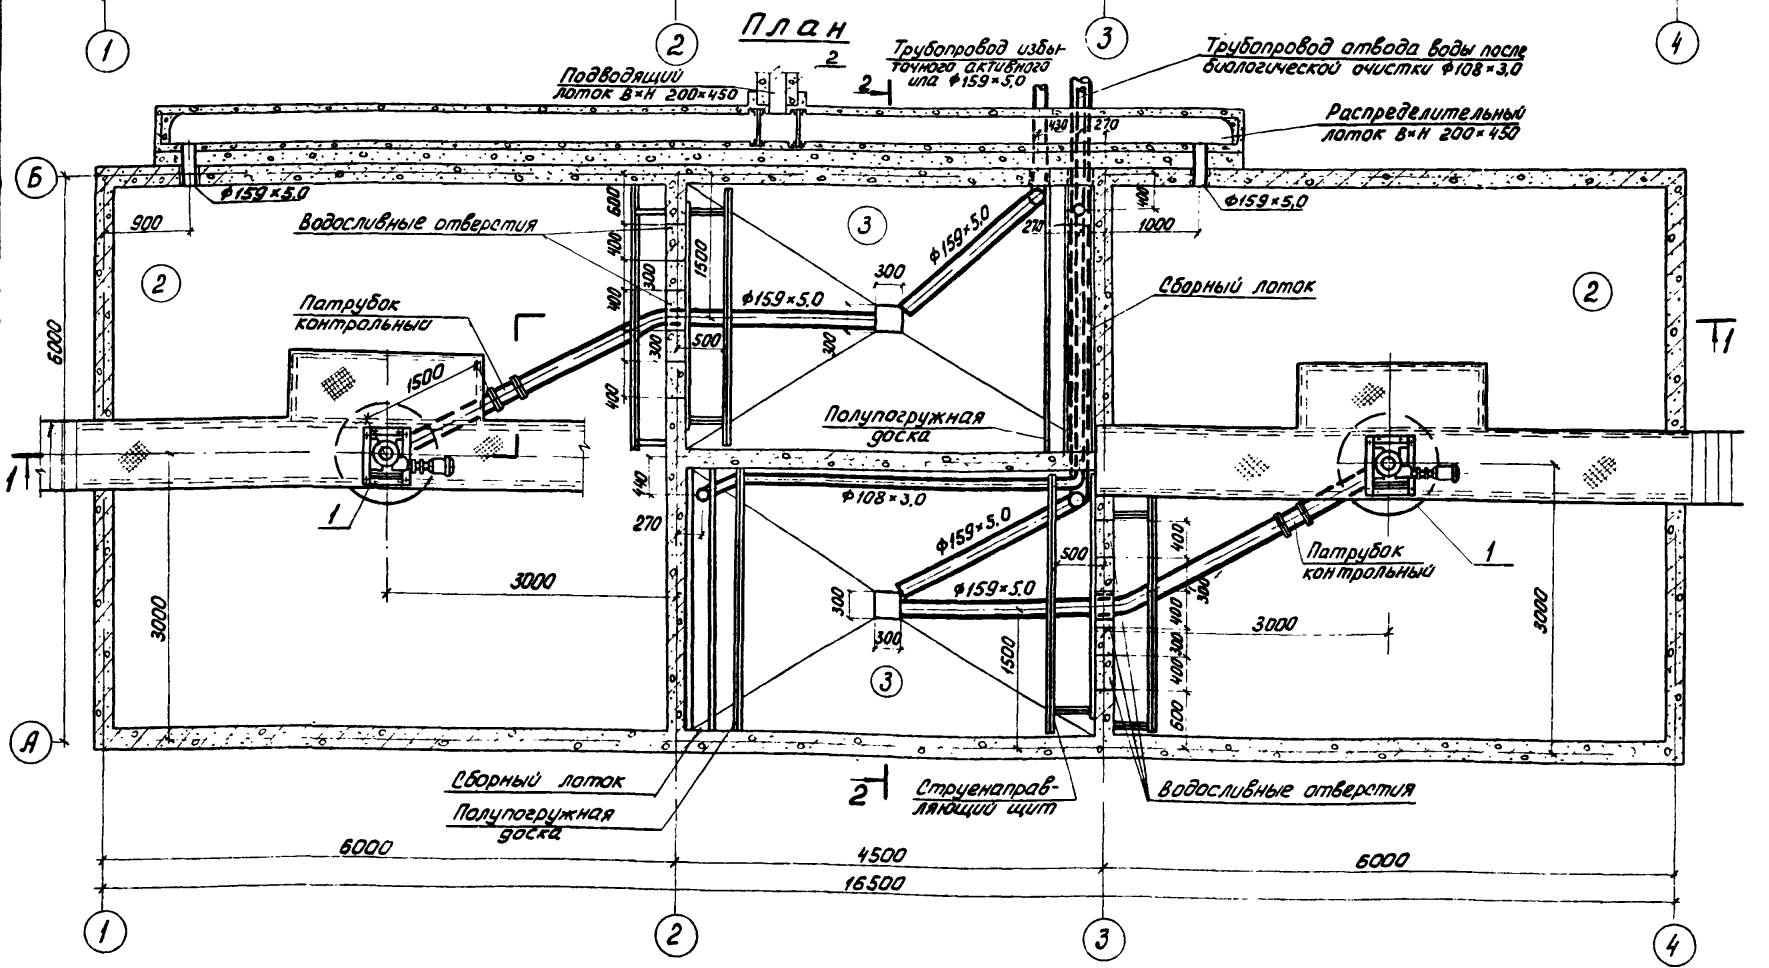 План
1
2
3
4
Подводящий
лоток В×Н 200×450
2
2
Трубопровод избы-
точного активного
ила ф159×5,0
Трубопровод отвода воды после
биологической очистки ф108×3,0
Распределительный
лоток В×Н 200×450
430
270
Б
ф159×5,0
900
Водосливные отверстия
600
400
300
400
300
400
1500
3
ф159×5,0
270
400
ф159×5,0
1000
2
Патрубок
контрольный
ф159×5,0
300
300
500
Сборный лоток
2
6000
1500
Полупогружная
доска
1
1
1
440
270
ф108×3,0
ф159×5,0
ф159×5,0
500
400
300
400
300
400
600
Патрубок
контрольный
1
3000
3000
300
300
3
1500
3000
3000
А
Сборный лоток
Полупогружная
доска
2
Струенаправ-
ляющий щит
Водосливные отверстия
6000
4500
6000
16500
1
2
3
4